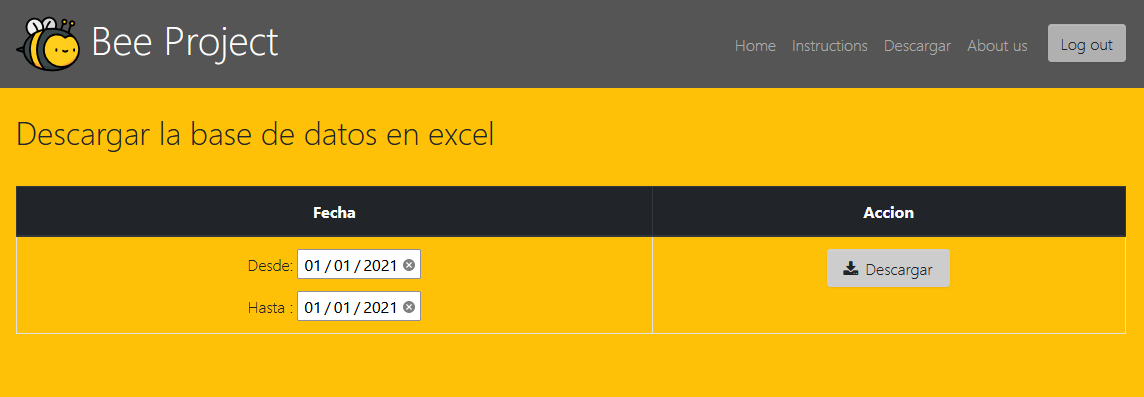 Bee Project
Home Instructions Descargar About us Log out
Descargar la base de datos en excel
Fecha Accion
Desde: 01/01/2021 Descargar
Hasta : 01/01/2021